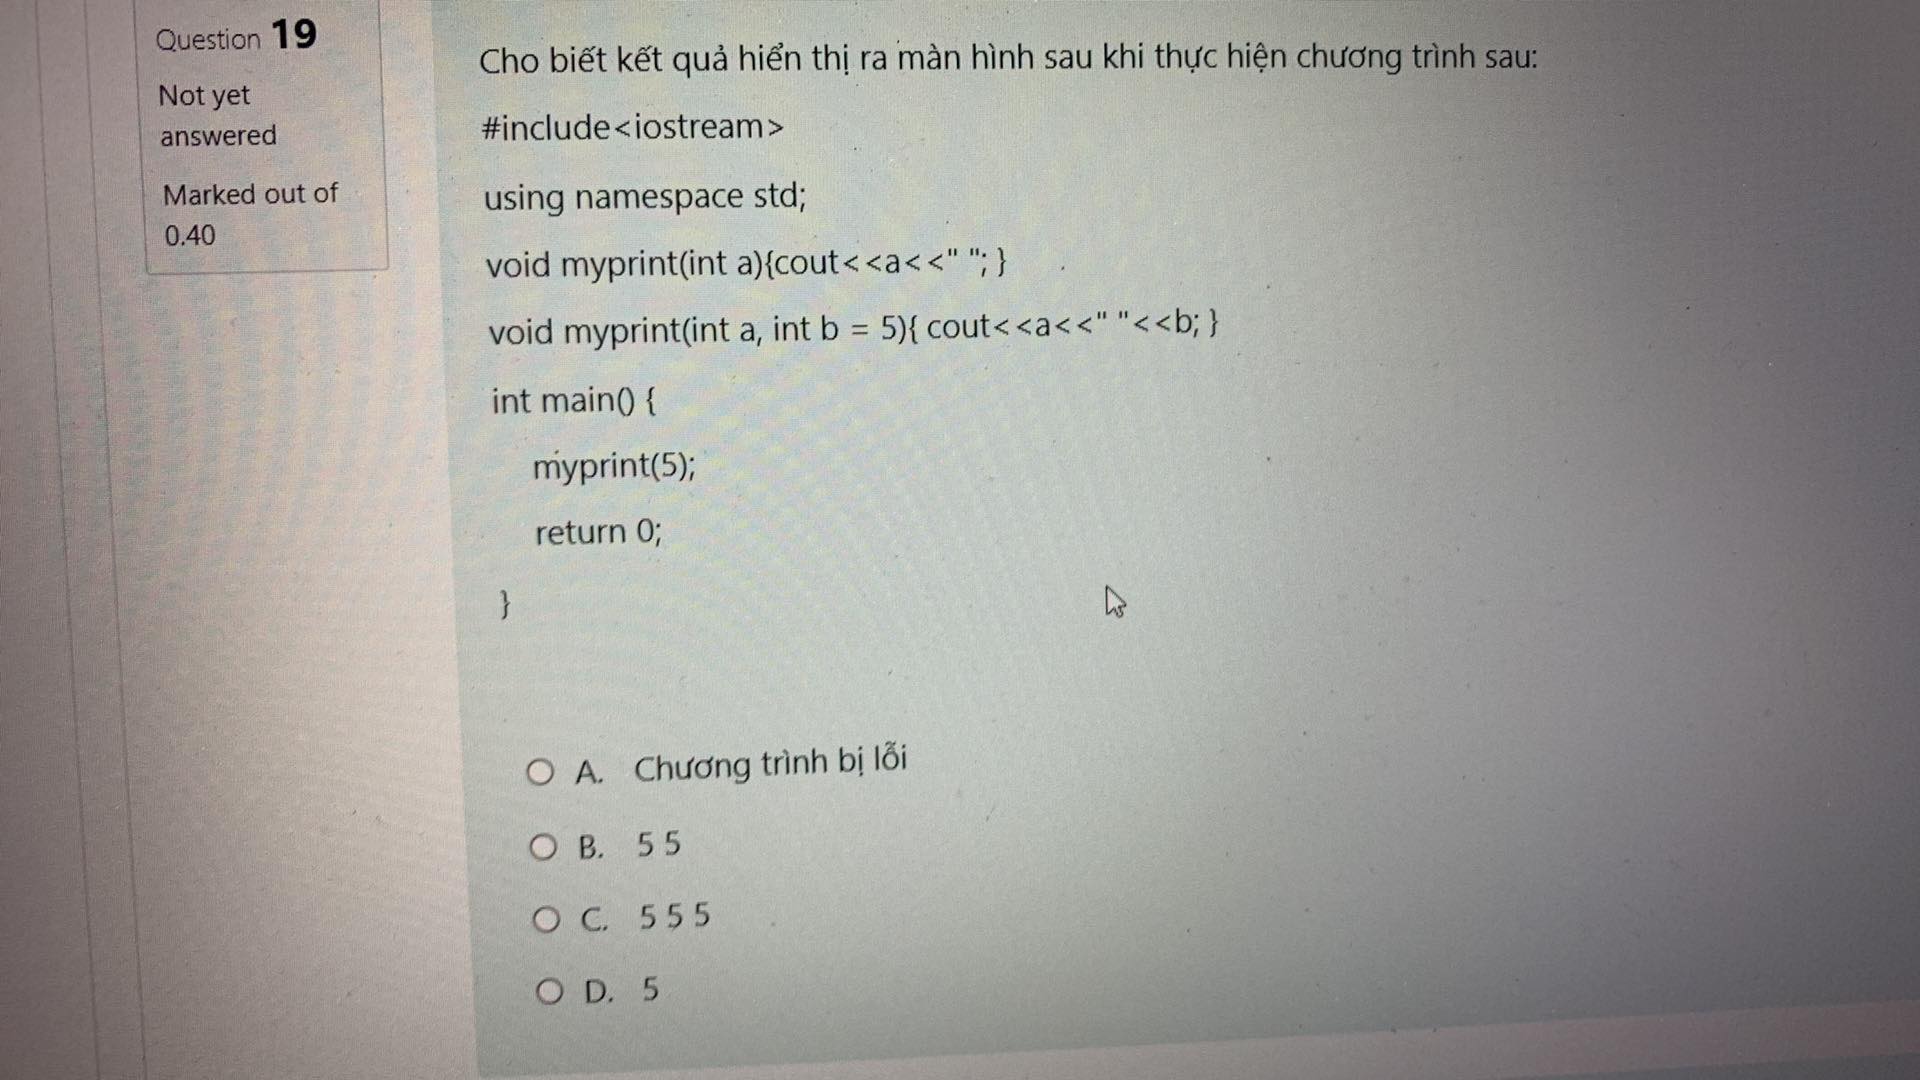 Question 19
Not yet
answered
Marked out of
0.40
Cho biết kết quả hiển thị ra màn hình sau khi thực hiện chương trình sau:
#include<iostream>
using namespace std;
void myprint(int a){cout<<a<<" "; }
void myprint(int a, int b = 5){ cout<<a<<" "<<b; }
int main() {
myprint(5);
return 0;
}
A. Chương trình bị lỗi
B. 5 5
C. 5 5 5
D. 5